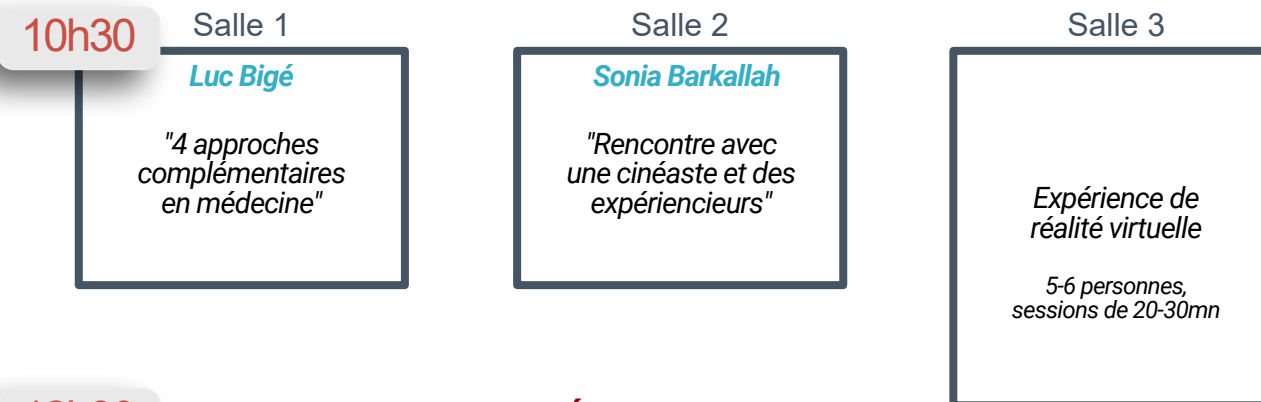 10h30
Salle 1
Luc Bigé
"4 approches
complémentaires
en médecine"
Salle 2
Sonia Barkallah
"Rencontre avec
une cinéaste et des
expériencieurs"
Salle 3
Expérience de
réalité virtuelle
5-6 personnes,
sessions de 20-30mn